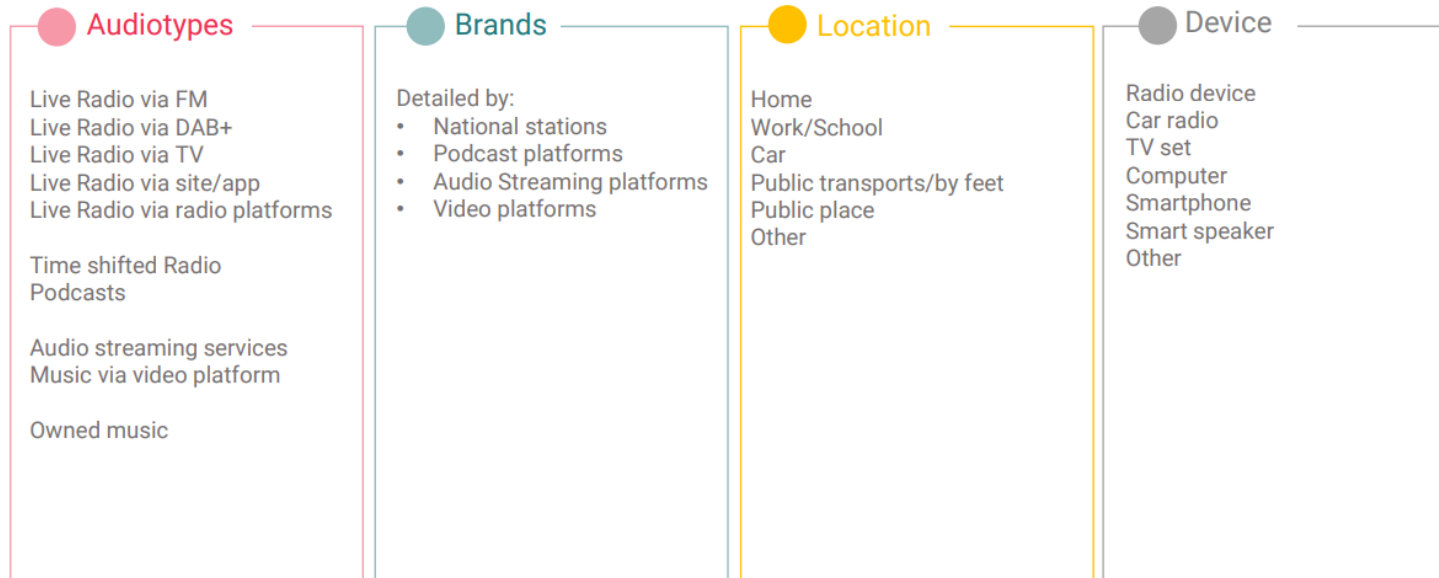 Audiotypes
Live Radio via FM
Live Radio via DAB+
Live Radio via TV
Live Radio via site/app
Live Radio via radio platforms
Time shifted Radio
Podcasts
Audio streaming services
Music via video platform
Owned music
Brands
Detailed by:
• National stations
• Podcast platforms
• Audio Streaming platforms
• Video platforms
Location
Home
Work/School
Car
Public transports/by feet
Public place
Other
Device
Radio device
Car radio
TV set
Computer
Smartphone
Smart speaker
Other